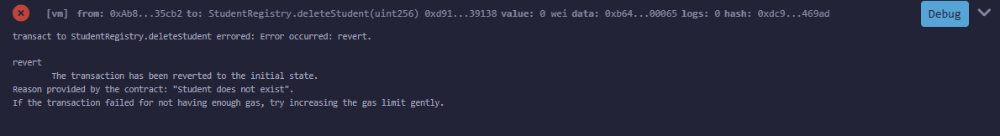 [vm] from: 0xAb8...35cb2 to: StudentRegistry.deleteStudent(uint256) 0xd91...39138 value: 0 wei data: 0xb64...00065 logs: 0 hash: 0xdc9...469ad Debug
transact to StudentRegistry.deleteStudent errored: Error occurred: revert.
revert
The transaction has been reverted to the initial state.
Reason provided by the contract: "Student does not exist".
If the transaction failed for not having enough gas, try increasing the gas limit gently.